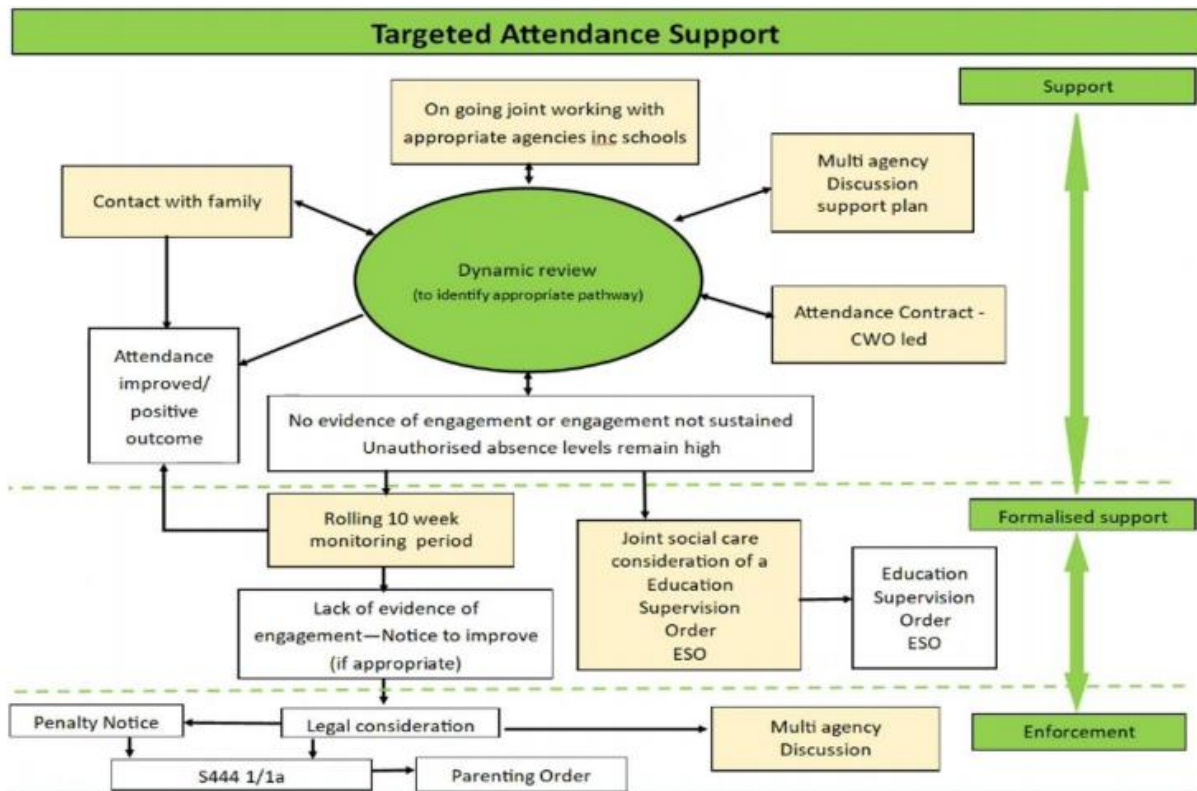 Targeted Attendance Support
Support
On going joint working with
appropriate agencies inc schools
Multi agency
Discussion
support plan
Contact with family
Dynamic review
(to identify appropriate pathway)
Attendance Contract -
CWO led
Attendance
improved/
positive
outcome
No evidence of engagement or engagement not sustained
Unauthorised absence levels remain high
Formalised support
Rolling 10 week
monitoring period
Joint social care
consideration of a
Education
Supervision
Order
ESO
Education
Supervision
Order
ESO
Lack of evidence of
engagement—Notice to improve
(if appropriate)
Penalty Notice
Legal consideration
Multi agency
Discussion
Enforcement
S444 1/1a
Parenting Order